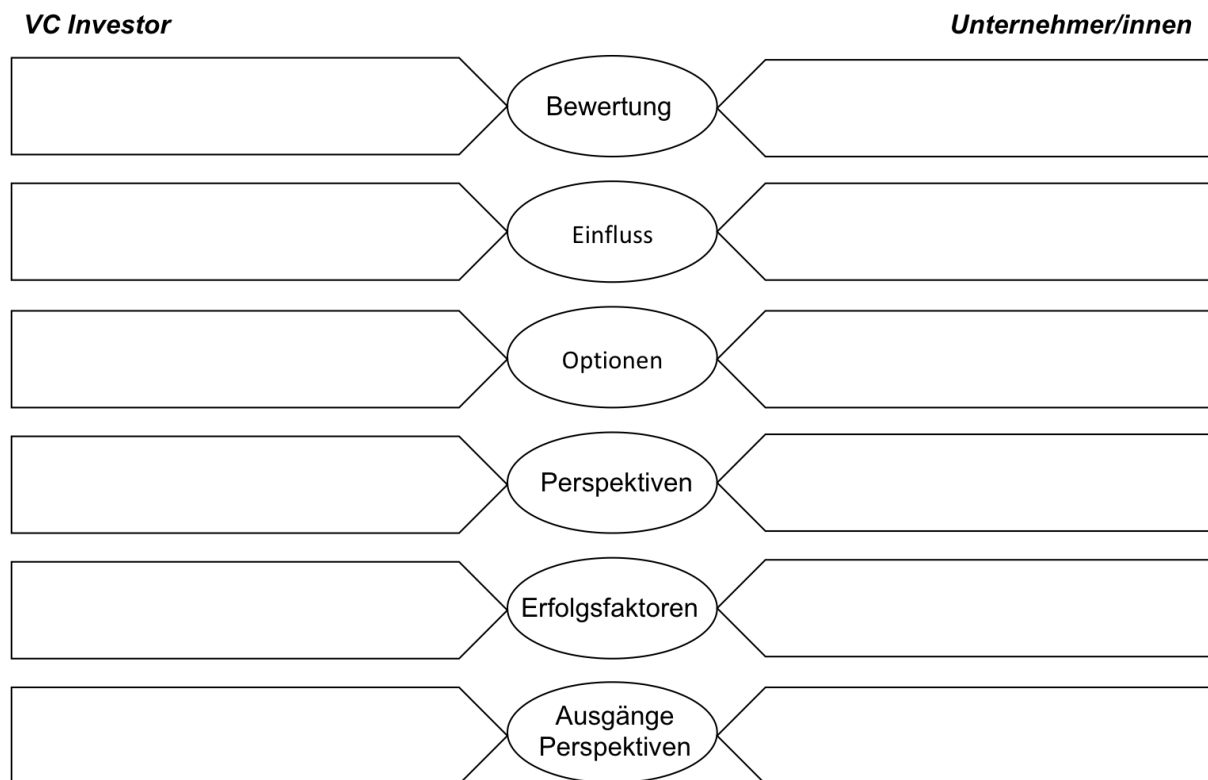 VC Investor
Unternehmer/innen
Bewertung
Einfluss
Optionen
Perspektiven
Erfolgsfaktoren
Ausgänge
Perspektiven